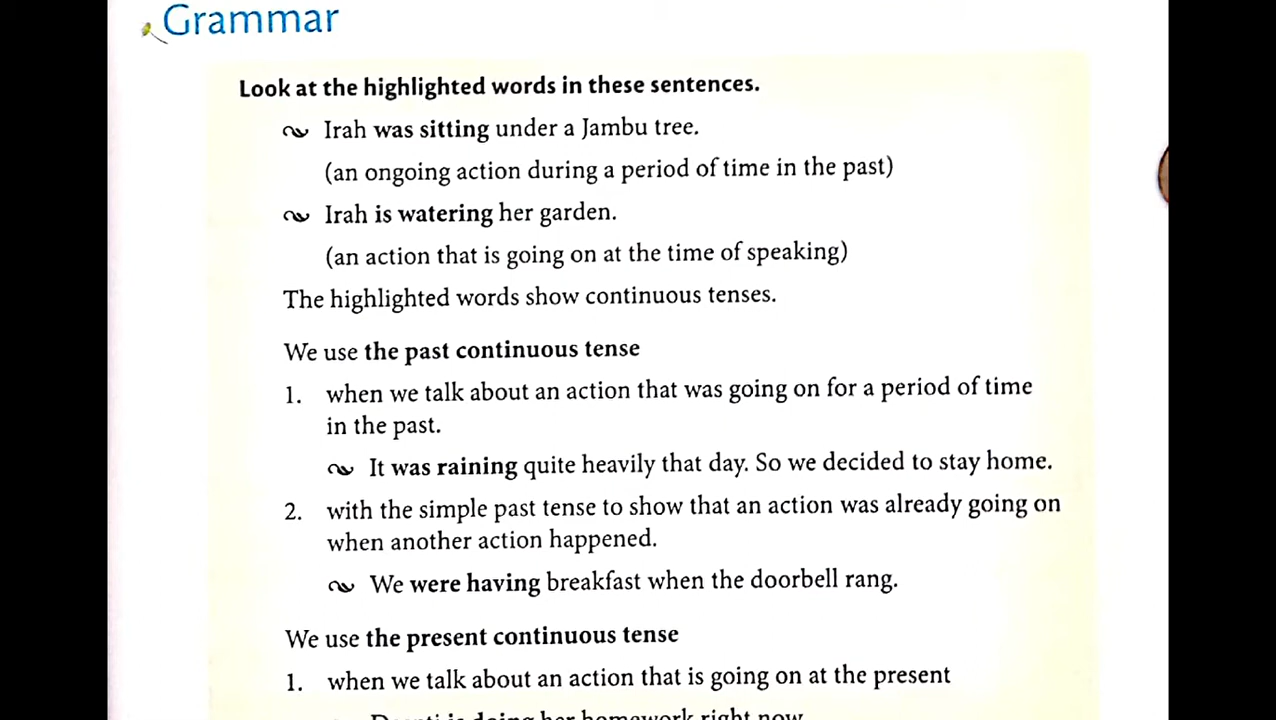 Grammar
Look at the highlighted words in these sentences.
Irah was sitting under a Jambu tree.
(an ongoing action during a period of time in the past)
Irah is watering her garden.
(an action that is going on at the time of speaking)
The highlighted words show continuous tenses.
We use the past continuous tense
1. when we talk about an action that was going on for a period of time
in the past.
It was raining quite heavily that day. So we decided to stay home.
2. with the simple past tense to show that an action was already going on
when another action happened.
We were having breakfast when the doorbell rang.
We use the present continuous tense
1. when we talk about an action that is going on at the present
is doing her homework right now